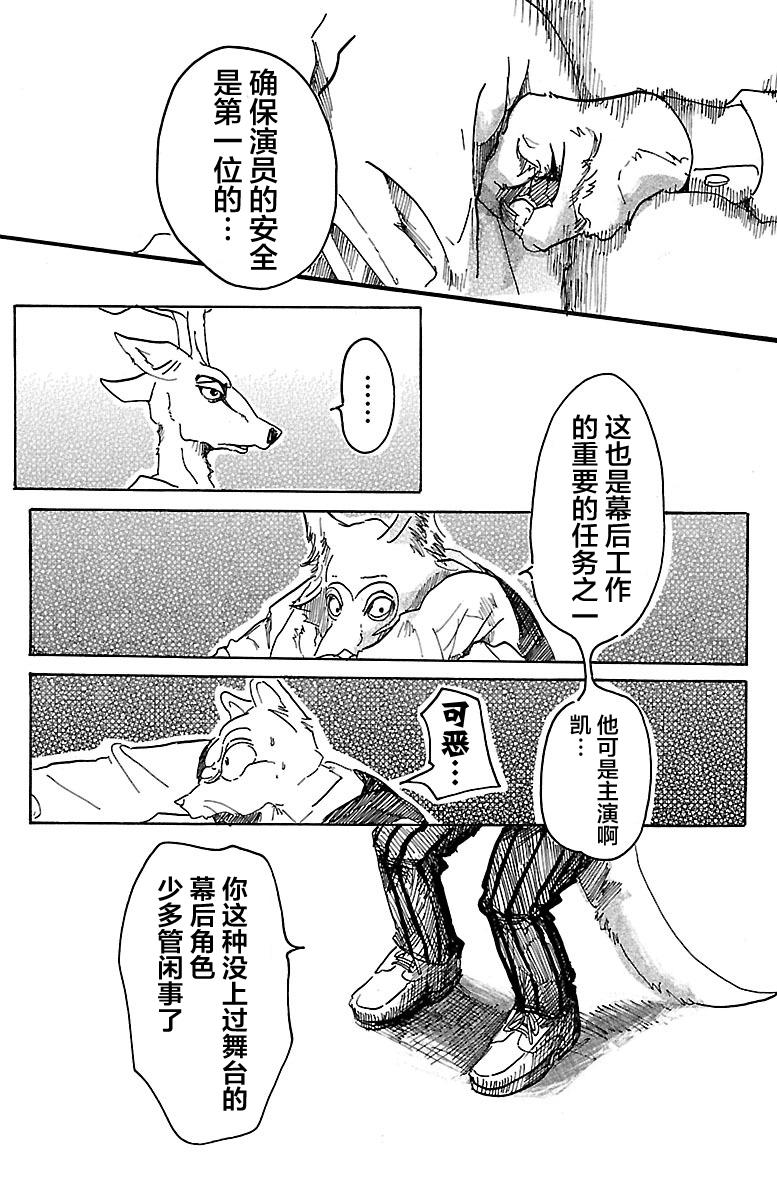 确保演员的安全
是第一位的…
……
这也是幕后工作
的重要的任务之一
他可是主演啊
凯…
可恶…
你这种没上过舞台的
幕后角色
少多管闲事了